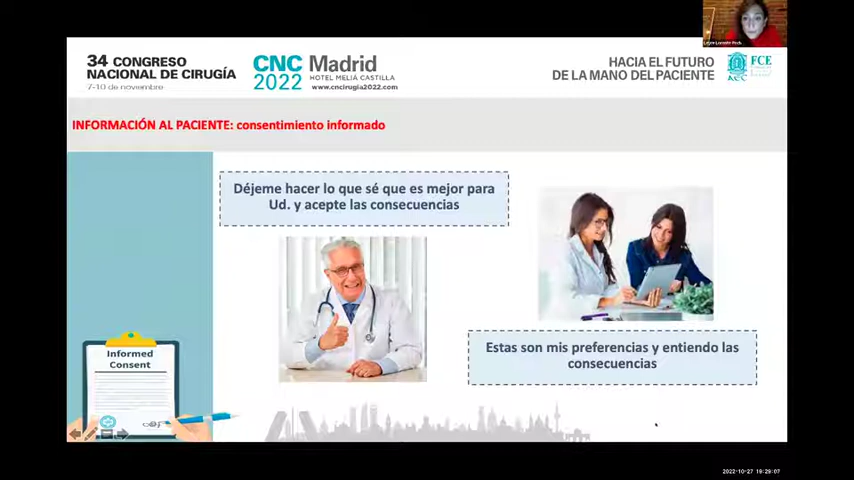 34 CONGRESO
NACIONAL DE CIRUGÍA
7-10 de noviembre
CNC
2022
Madrid
HOTEL MELIÁ CASTILLA
www.cncirugia2022.com
HACIA EL FUTURO
DE LA MANO DEL PACIENTE
AEC
FCE
INFORMACIÓN AL PACIENTE: consentimiento informado
Déjeme hacer lo que sé que es mejor para
Ud. y acepte las consecuencias
Estas son mis preferencias y entiendo las
consecuencias
Informed
Consent
2022-10-27 19:29:07